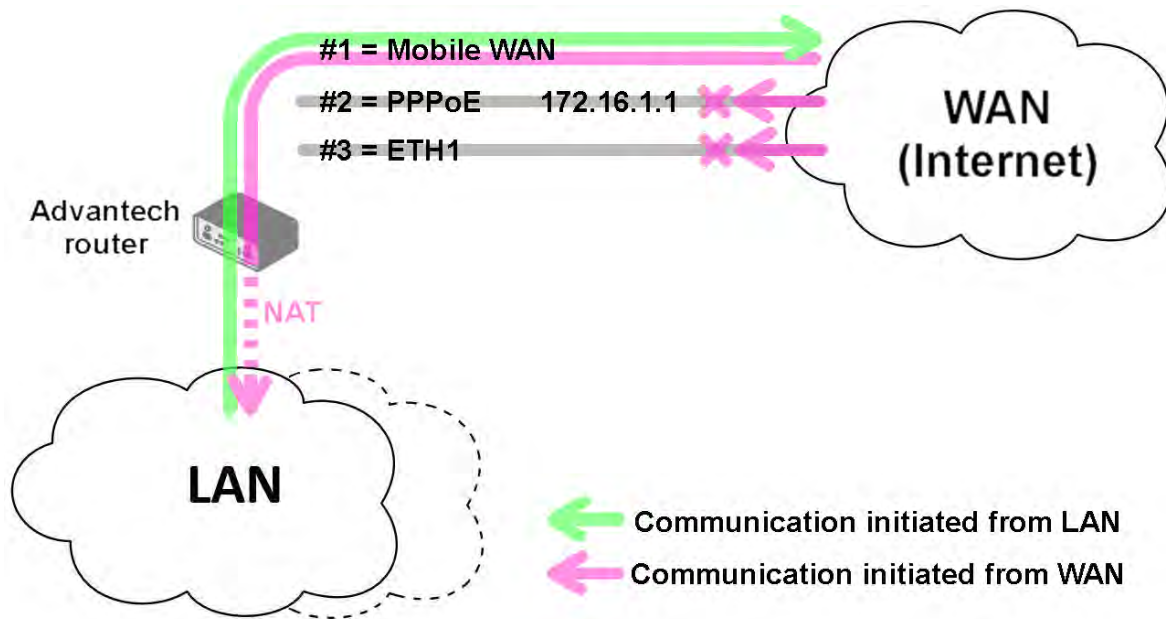 #1 = Mobile WAN
#2 = PPPoE 172.16.1.1
#3 = ETH1
WAN
(Internet)
Advantech
router
NAT
LAN
Communication initiated from LAN
Communication initiated from WAN